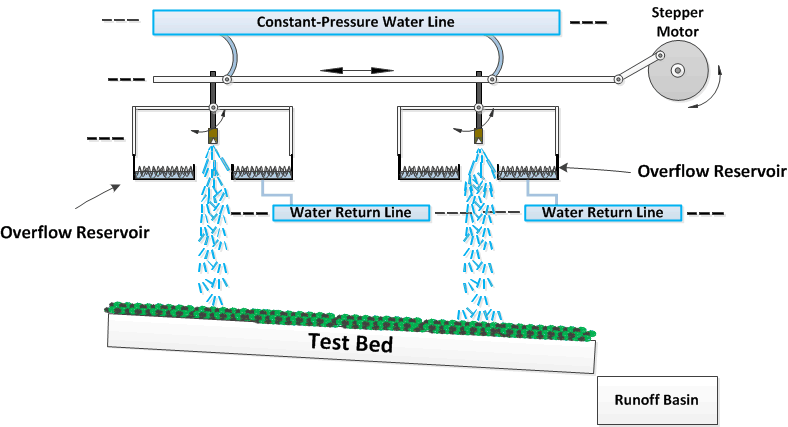 Constant-Pressure Water Line
Stepper
Motor
Overflow Reservoir
Overflow Reservoir
Water Return Line
Water Return Line
Test Bed
Runoff Basin